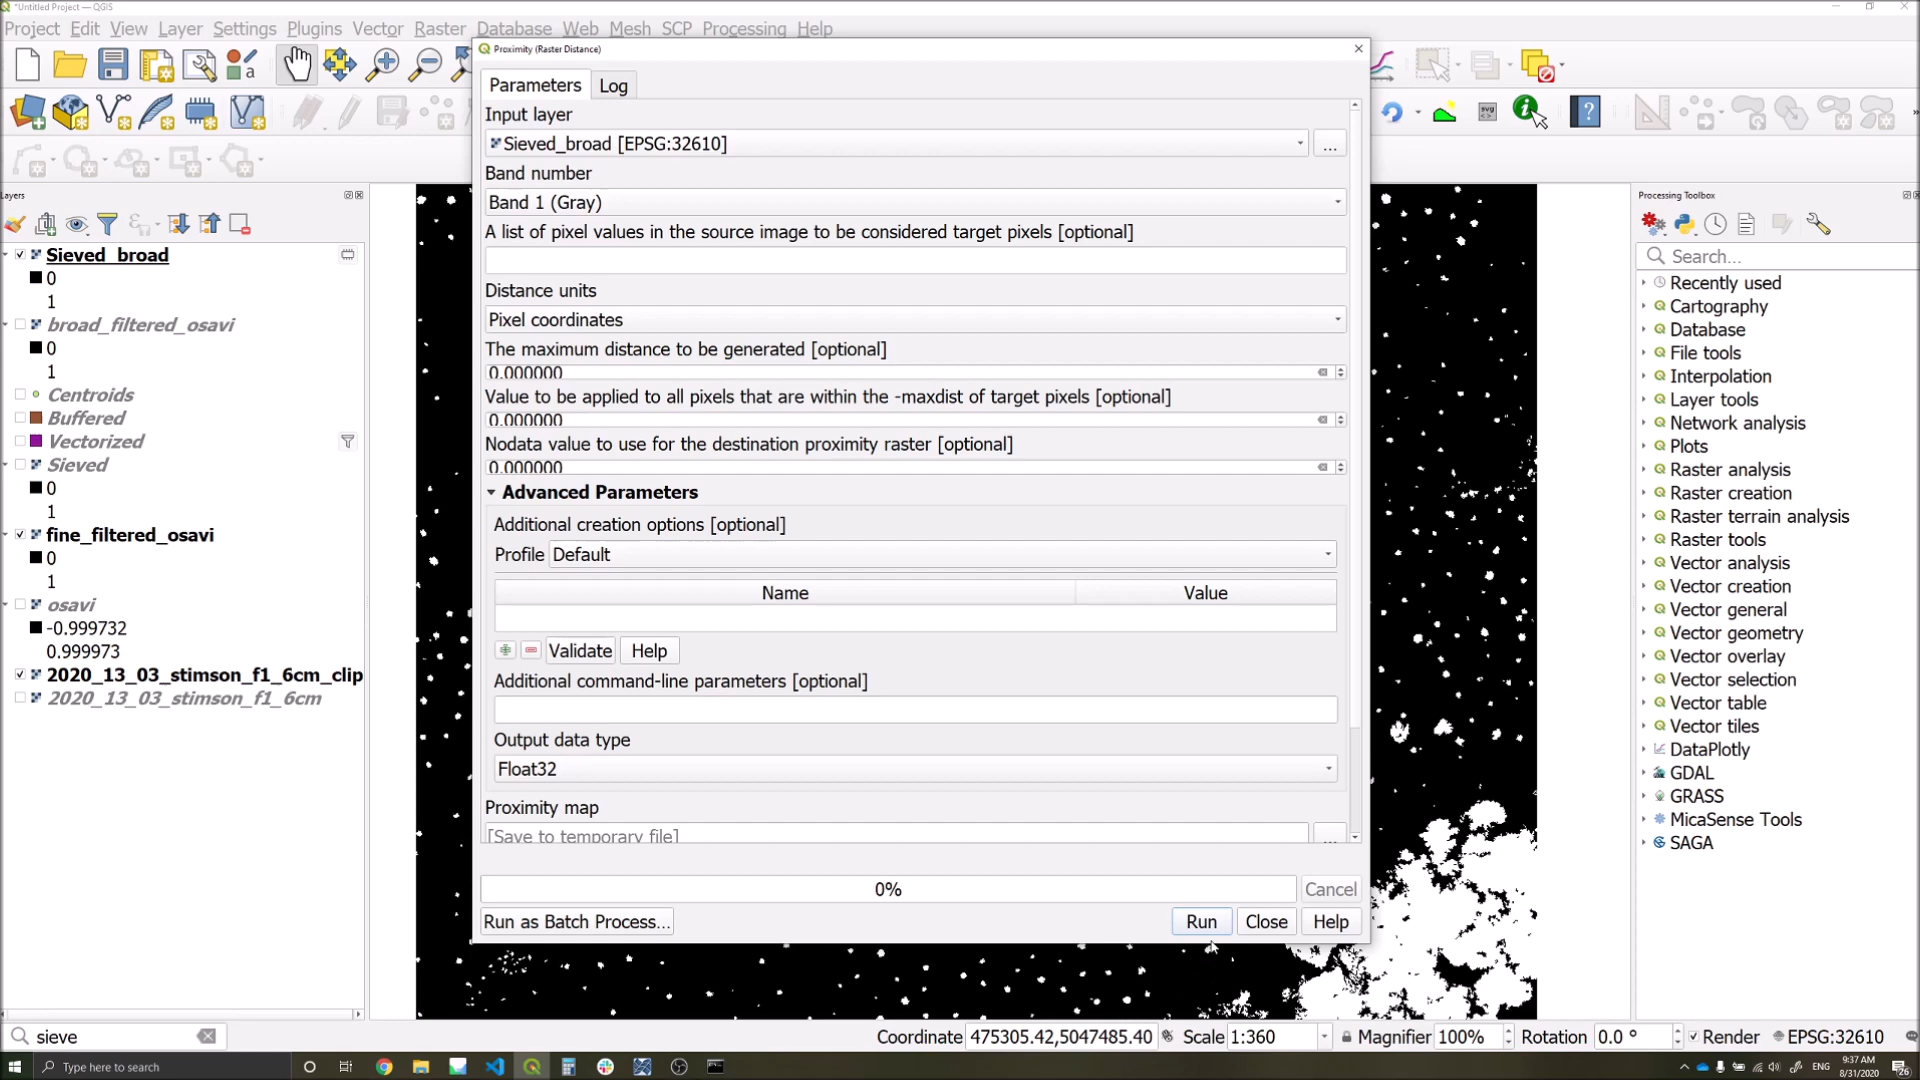 *Untitled Project — QGIS
Project Edit View Layer Settings Plugins Vector Raster Database Web Mesh SCP Processing Help
Proximity (Raster Distance)
Parameters Log
Input layer
Sieved_broad [EPSG:32610]
...
Band number
Band 1 (Gray)
A list of pixel values in the source image to be considered target pixels [optional]
Distance units
Pixel coordinates
The maximum distance to be generated [optional]
0.000000
Value to be applied to all pixels that are within the -maxdist of target pixels [optional]
0.000000
Nodata value to use for the destination proximity raster [optional]
0.000000
Advanced Parameters
Additional creation options [optional]
Profile Default
Name Value
Validate Help
Additional command-line parameters [optional]
Output data type
Float32
Proximity map
[Save to temporary file]
...
0% Cancel
Run as Batch Process... Run Close Help
Layers
Sieved_broad
0
1
broad_filtered_osavi
0
1
Centroids
Buffered
Vectorized
Sieved
0
1
fine_filtered_osavi
0
1
osavi
-0.999732
0.999973
2020_13_03_stimson_f1_6cm_clip
2020_13_03_stimson_f1_6cm
Processing Toolbox
Search...
Recently used
Cartography
Database
File tools
Interpolation
Layer tools
Network analysis
Plots
Raster analysis
Raster creation
Raster terrain analysis
Raster tools
Vector analysis
Vector creation
Vector general
Vector geometry
Vector overlay
Vector selection
Vector table
Vector tiles
DataPlotly
GDAL
GRASS
MicaSense Tools
SAGA
sieve
Coordinate 475305.42,5047485.40 Scale 1:360 Magnifier 100% Rotation 0.0 ° Render EPSG:32610
Type here to search
ENG
9:37 AM
8/31/2020
26